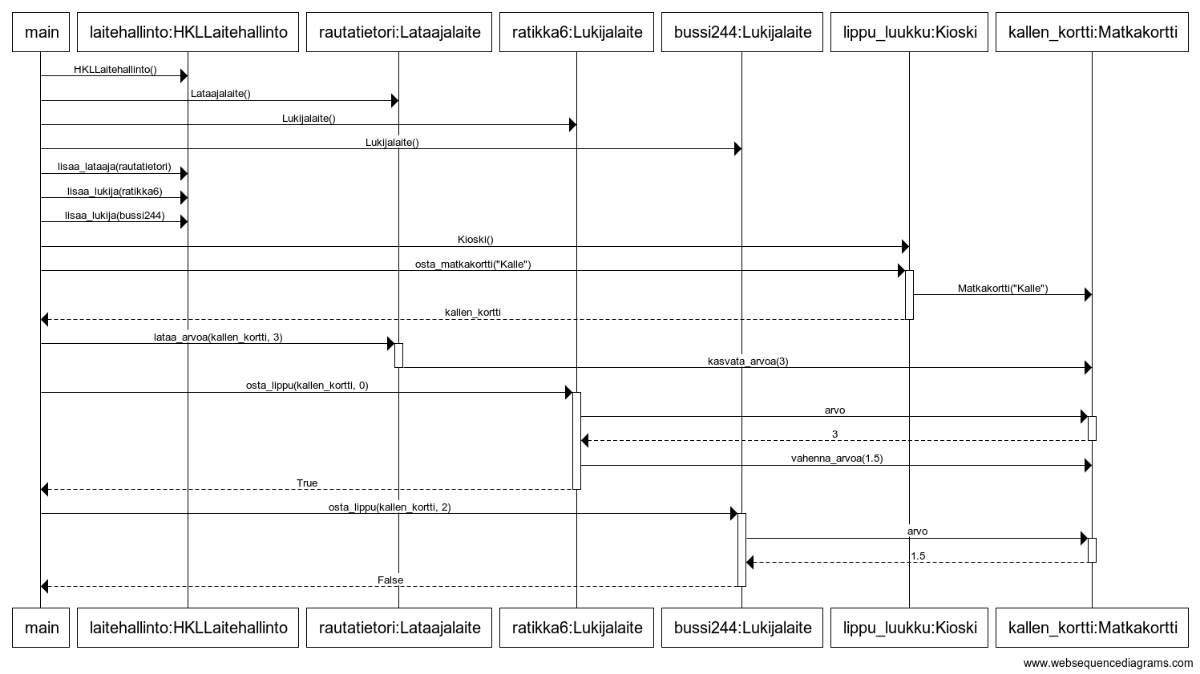 main laitehallinto:HKLLaitehallinto rautatietori:Lataajalaite ratikka6:Lukijalaite bussi244:Lukijalaite lippu_luukku:Kioski kallen_kortti:Matkakortti
HKLLaitehallinto()
Lataajalaite()
Lukijalaite()
Lukijalaite()
lisaa_lataaja(rautatietori)
lisaa_lukija(ratikka6)
lisaa_lukija(bussi244)
Kioski()
osta_matkakortti("Kalle")
Matkakortti("Kalle")
kallen_kortti
lataa_arvoa(kallen_kortti, 3)
kasvata_arvoa(3)
osta_lippu(kallen_kortti, 0)
arvo
3
vahenna_arvoa(1.5)
True
osta_lippu(kallen_kortti, 2)
arvo
1.5
False
main laitehallinto:HKLLaitehallinto rautatietori:Lataajalaite ratikka6:Lukijalaite bussi244:Lukijalaite lippu_luukku:Kioski kallen_kortti:Matkakortti
www.websequencediagrams.com